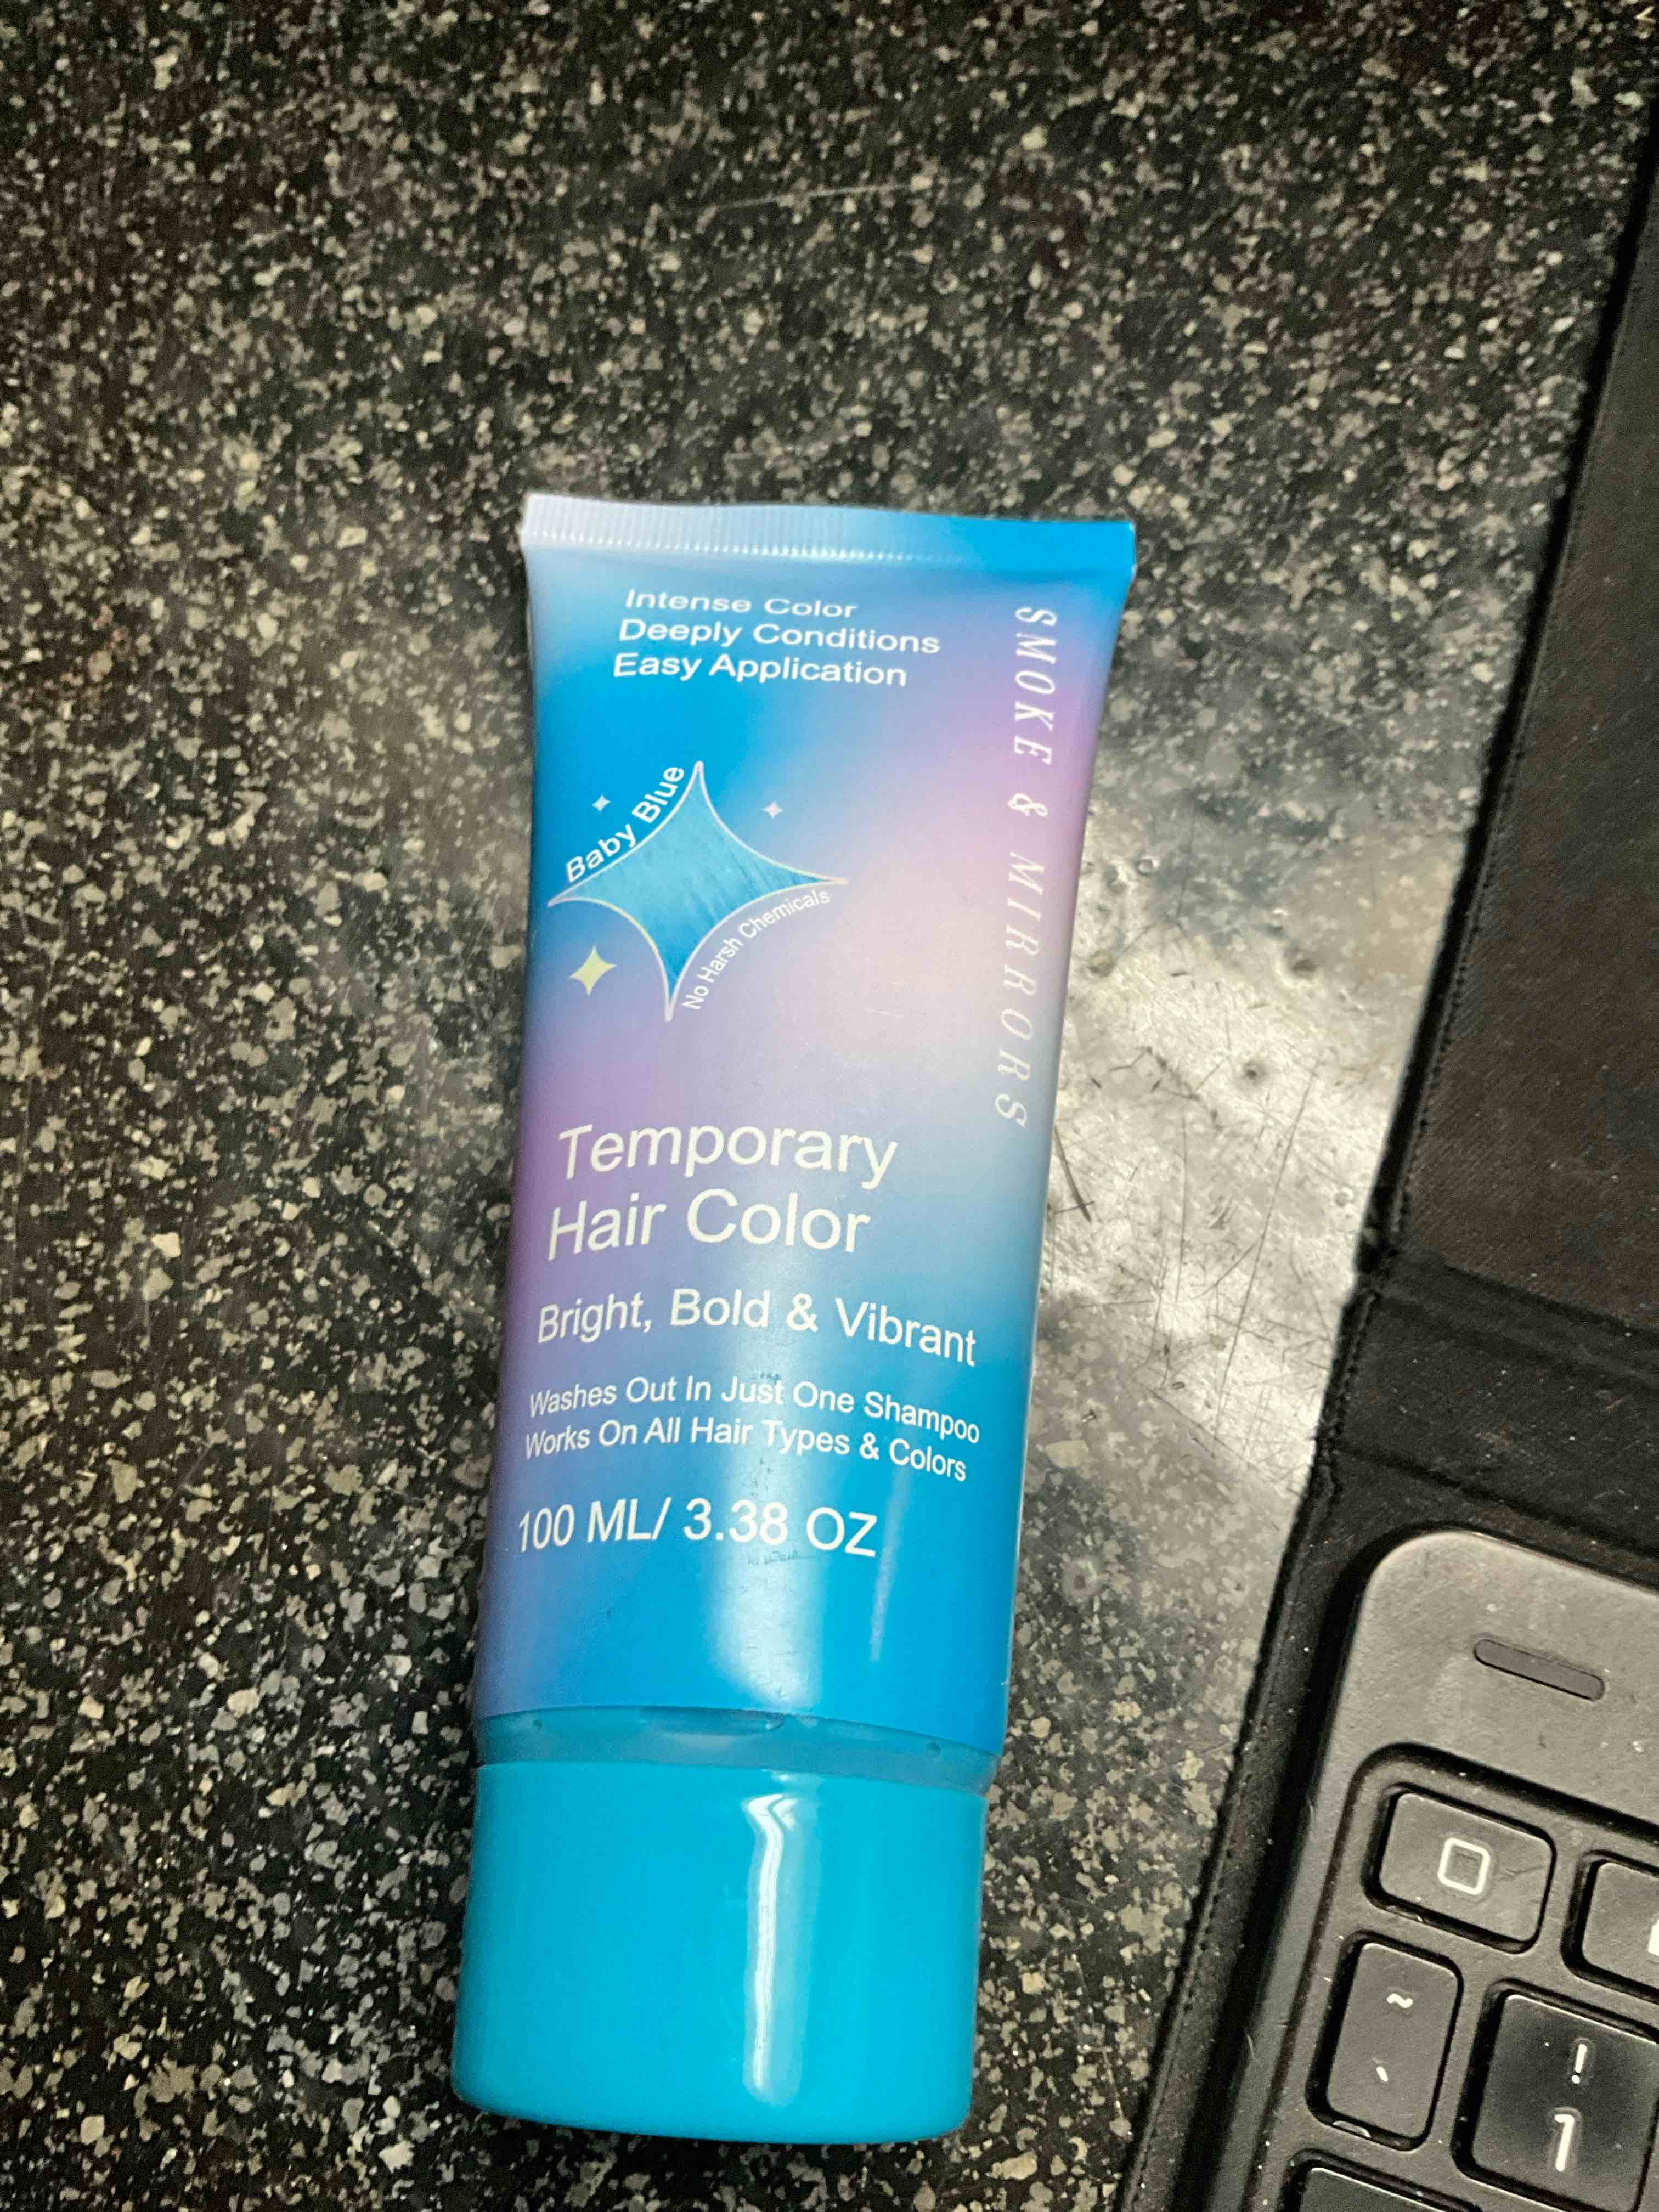 Intense Color
Deeply Conditions
Easy Application
SMOKE & MIRRORS
Baby Blue
No Harsh Chemicals
Temporary
Hair Color
Bright, Bold & Vibrant
Washes Out In Just One Shampoo
Works On All Hair Types & Colors
100 ML/ 3.38 OZ
~
`
!
1